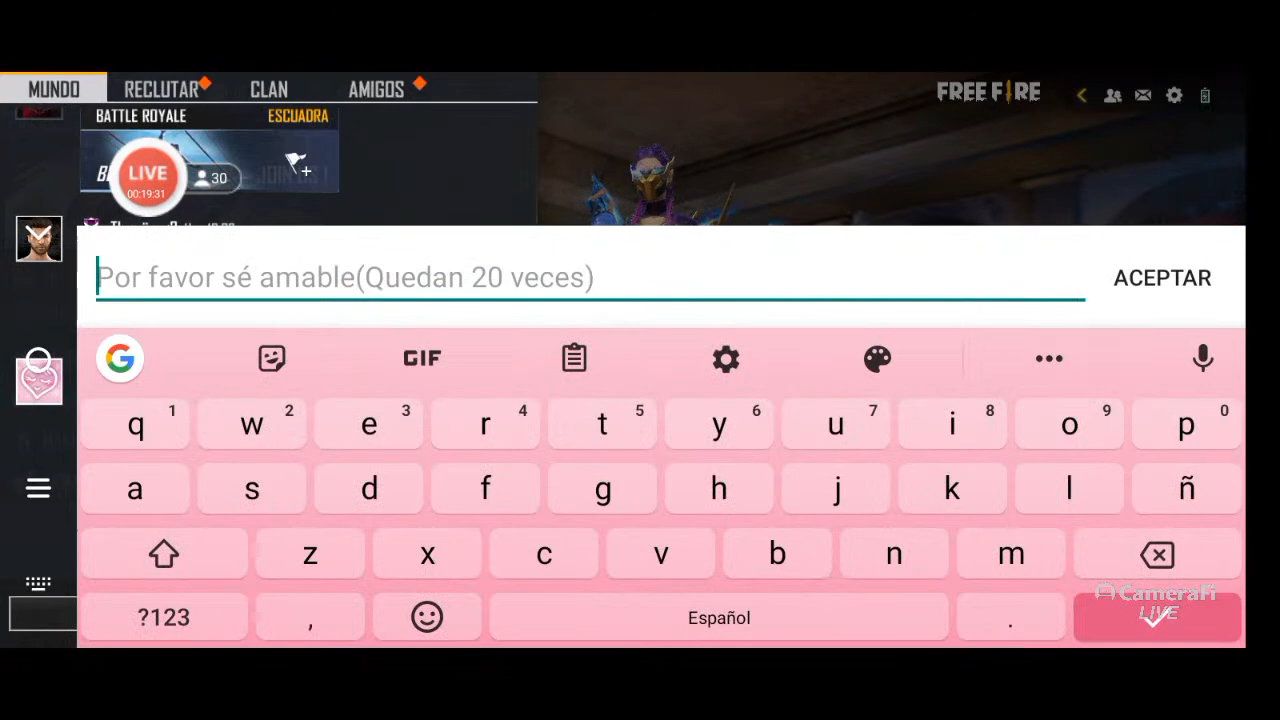 MUNDO RECLUTAR CLAN AMIGOS FREE FIRE
BATTLE ROYALE ESCUADRA
LIVE
00:19:31
30
Por favor sé amable(Quedan 20 veces) ACEPTAR
G GIF
q 1 w 2 e 3 r 4 t 5 y 6 u 7 i 8 o 9 p 0
a s d f g h j k l ñ
z x c v b n m
CameraFi
LIVE
?123 , Español .